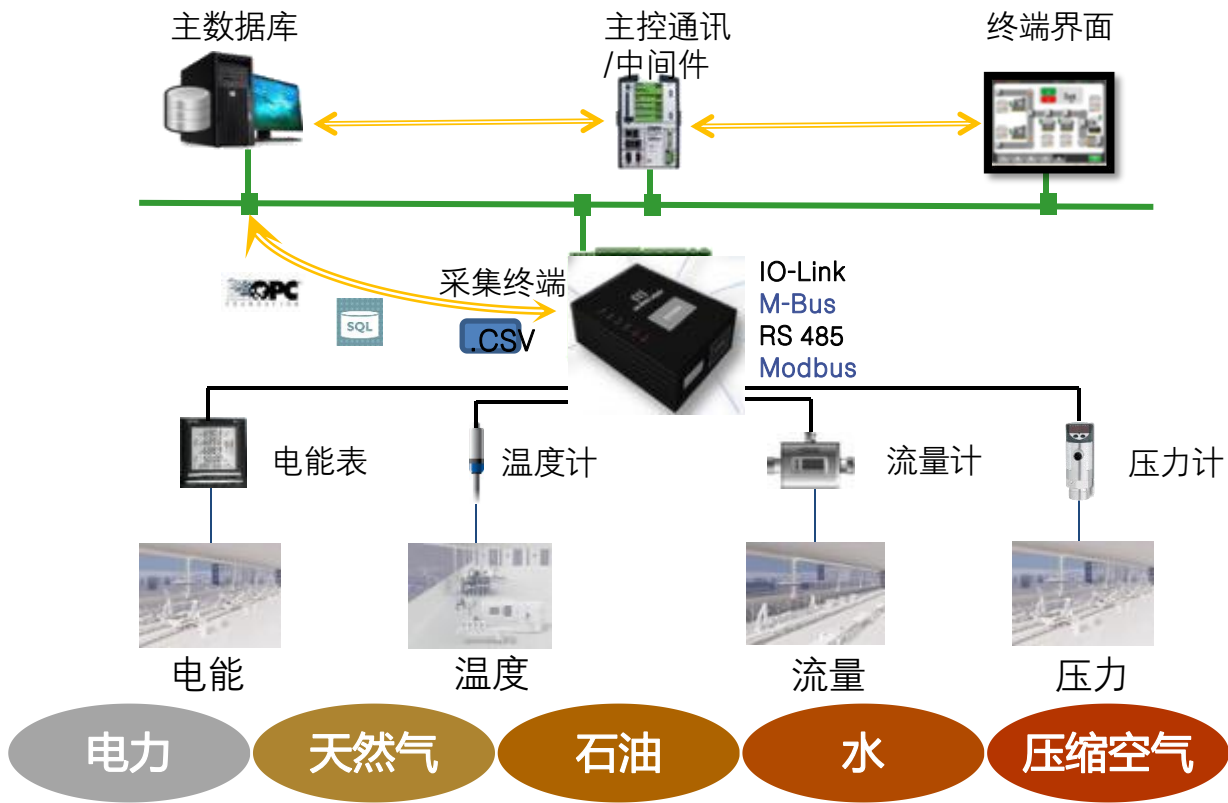 主数据库
主控通讯
/中间件
终端界面
OPC
FOUNDATION
SQL
采集终端
.CSV
IO-Link
M-Bus
RS 485
Modbus
电能表
温度计
流量计
压力计
电能
温度
流量
压力
电力
天然气
石油
水
压缩空气